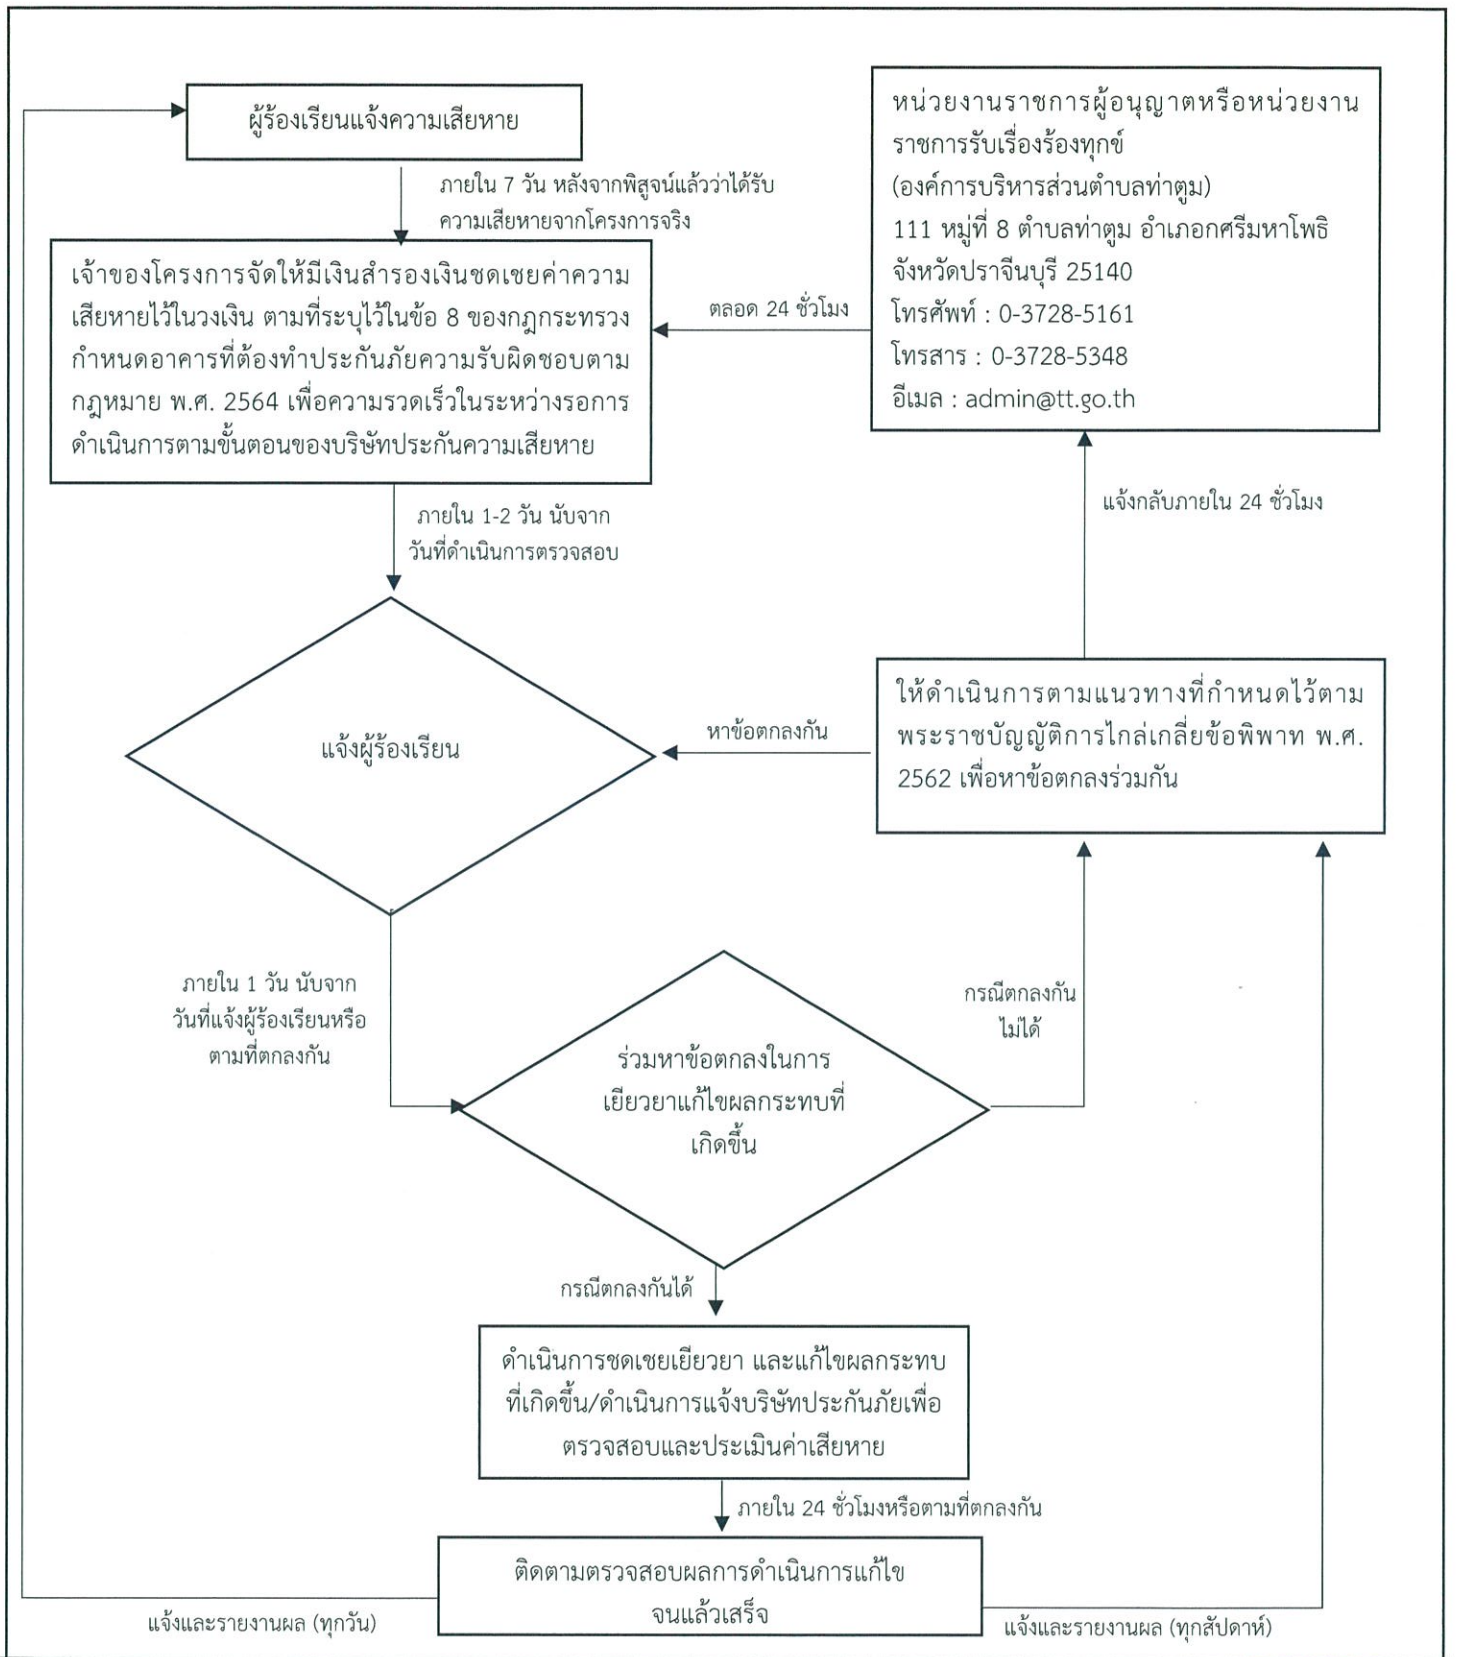 ผู้ร้องเรียนแจ้งความเสียหาย
ภายใน 7 วัน หลังจากพิสูจน์แล้วว่าได้รับ
ความเสียหายจากโครงการจริง
หน่วยงานราชการผู้อนุญาตหรือหน่วยงาน
ราชการรับเรื่องร้องทุกข์
(องค์การบริหารส่วนตำบลท่าตูม)
111 หมู่ที่ 8 ตำบลท่าตูม อำเภอกศรีมหาโพธิ
จังหวัดปราจีนบุรี 25140
โทรศัพท์ : 0-3728-5161
โทรสาร : 0-3728-5348
อีเมล : admin@tt.go.th
เจ้าของโครงการจัดให้มีเงินสำรองเงินชดเชยค่าความ
เสียหายไว้ในวงเงิน ตามที่ระบุไว้ในข้อ 8 ของกฎกระทรวง
กำหนดอาคารที่ต้องทำประกันภัยความรับผิดชอบตาม
กฎหมาย พ.ศ. 2564 เพื่อความรวดเร็วในระหว่างรอการ
ดำเนินการตามขั้นตอนของบริษัทประกันความเสียหาย
ตลอด 24 ชั่วโมง
ภายใน 1-2 วัน นับจาก
วันที่ดำเนินการตรวจสอบ
แจ้งกลับภายใน 24 ชั่วโมง
แจ้งผู้ร้องเรียน
หาข้อตกลงกัน
ให้ดำเนินการตามแนวทางที่กำหนดไว้ตาม
พระราชบัญญัติการไกล่เกลี่ยข้อพิพาท พ.ศ.
2562 เพื่อหาข้อตกลงร่วมกัน
ภายใน 1 วัน นับจาก
วันที่แจ้งผู้ร้องเรียนหรือ
ตามที่ตกลงกัน
ร่วมหาข้อตกลงในการ
เยียวยาแก้ไขผลกระทบที่
เกิดขึ้น
กรณีตกลงกัน
ไม่ได้
กรณีตกลงกันได้
ดำเนินการชดเชยเยียวยา และแก้ไขผลกระทบ
ที่เกิดขึ้น/ดำเนินการแจ้งบริษัทประกันภัยเพื่อ
ตรวจสอบและประเมินค่าเสียหาย
ภายใน 24 ชั่วโมงหรือตามที่ตกลงกัน
ติดตามตรวจสอบผลการดำเนินการแก้ไข
จนแล้วเสร็จ
แจ้งและรายงานผล (ทุกวัน)
แจ้งและรายงานผล (ทุกสัปดาห์)